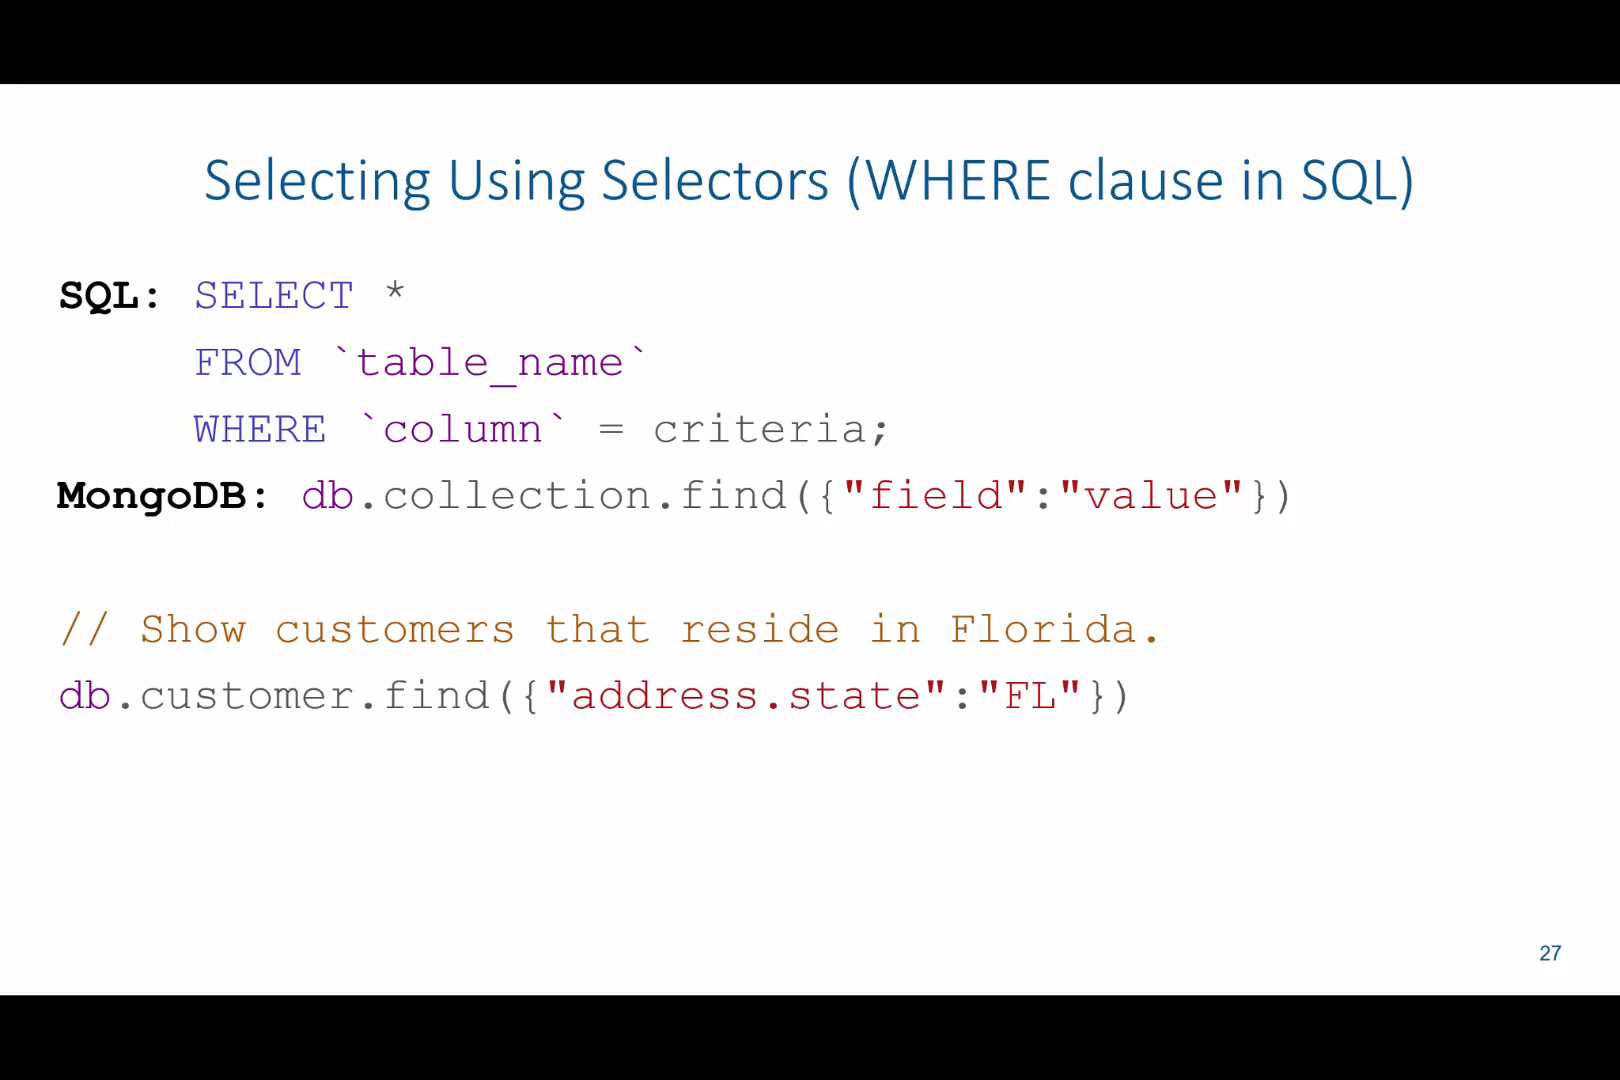 Selecting Using Selectors (WHERE clause in SQL)
SQL: SELECT *
FROM `table_name`
WHERE `column` = criteria;
MongoDB: db.collection.find({"field":"value"})
// Show customers that reside in Florida.
db.customer.find({"address.state":"FL"})
27